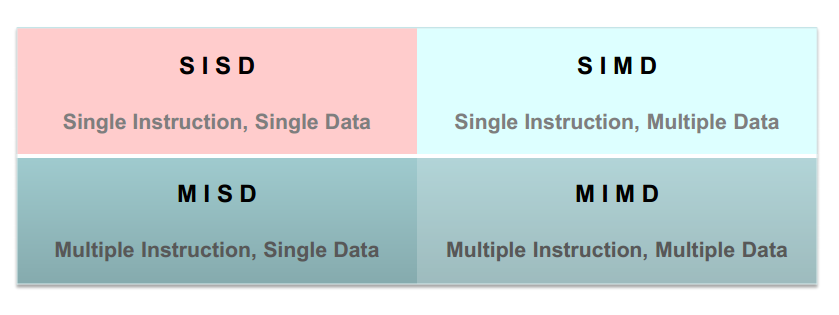 S I S D
S I M D
Single Instruction, Single Data
Single Instruction, Multiple Data
M I S D
M I M D
Multiple Instruction, Single Data
Multiple Instruction, Multiple Data